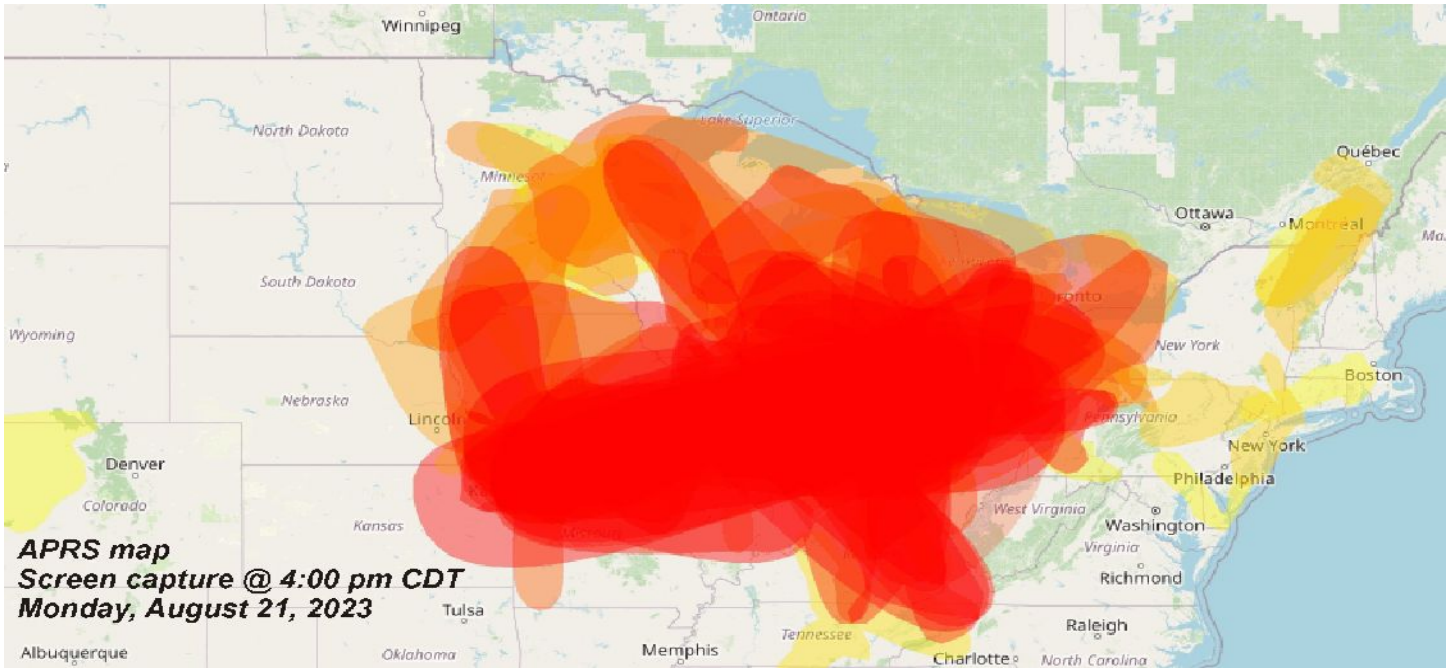 Winnipeg
Ontario
North Dakota
Lake Superior
Québec
Minnesota
Ottawa
Montréal
South Dakota
Wyoming
New York
Nebraska
Boston
Lincoln
Pennsylvania
New York
Denver
Philadelphia
Colorado
West Virginia
Washington
Kansas
Missouri
Virginia
Richmond
APRS map
Screen capture @ 4:00 pm CDT
Monday, August 21, 2023
Tulsa
Raleigh
Tennessee
Albuquerque
Oklahoma
Memphis
Charlotte
North Carolina